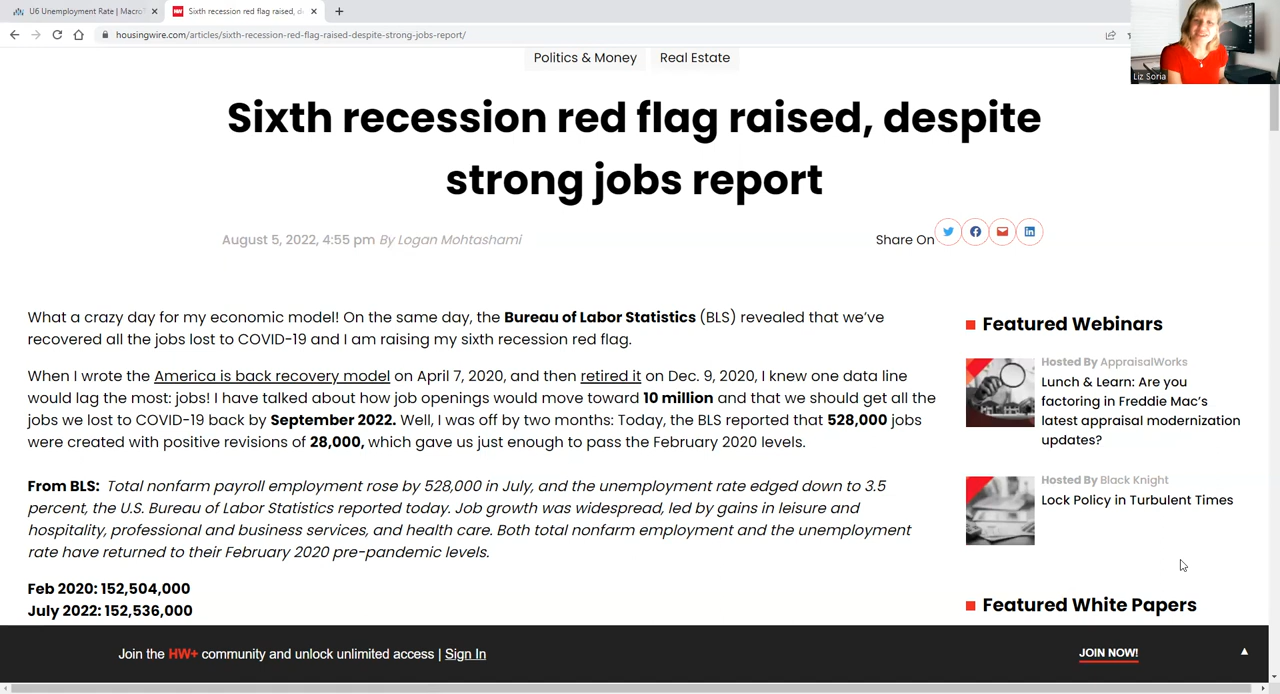 U6 Unemployment Rate | Macro
Sixth recession red flag raised, d
housingwire.com/articles/sixth-recession-red-flag-raised-despite-strong-jobs-report/
Liz Soria
Politics & Money
Real Estate
Sixth recession red flag raised, despite
strong jobs report
August 5, 2022, 4:55 pm By Logan Mohtashami
Share On
What a crazy day for my economic model! On the same day, the Bureau of Labor Statistics (BLS) revealed that we've
recovered all the jobs lost to COVID-19 and I am raising my sixth recession red flag.
When I wrote the America is back recovery model on April 7, 2020, and then retired it on Dec. 9, 2020, I knew one data line
would lag the most: jobs! I have talked about how job openings would move toward 10 million and that we should get all the
jobs we lost to COVID-19 back by September 2022. Well, I was off by two months: Today, the BLS reported that 528,000 jobs
were created with positive revisions of 28,000, which gave us just enough to pass the February 2020 levels.
From BLS: Total nonfarm payroll employment rose by 528,000 in July, and the unemployment rate edged down to 3.5
percent, the U.S. Bureau of Labor Statistics reported today. Job growth was widespread, led by gains in leisure and
hospitality, professional and business services, and health care. Both total nonfarm employment and the unemployment
rate have returned to their February 2020 pre-pandemic levels.
Feb 2020: 152,504,000
July 2022: 152,536,000
Featured Webinars
Hosted By AppraisalWorks
Lunch & Learn: Are you
factoring in Freddie Mac's
latest appraisal modernization
updates?
Hosted By Black Knight
Lock Policy in Turbulent Times
Featured White Papers
Join the HW+ community and unlock unlimited access | Sign In
JOIN NOW!